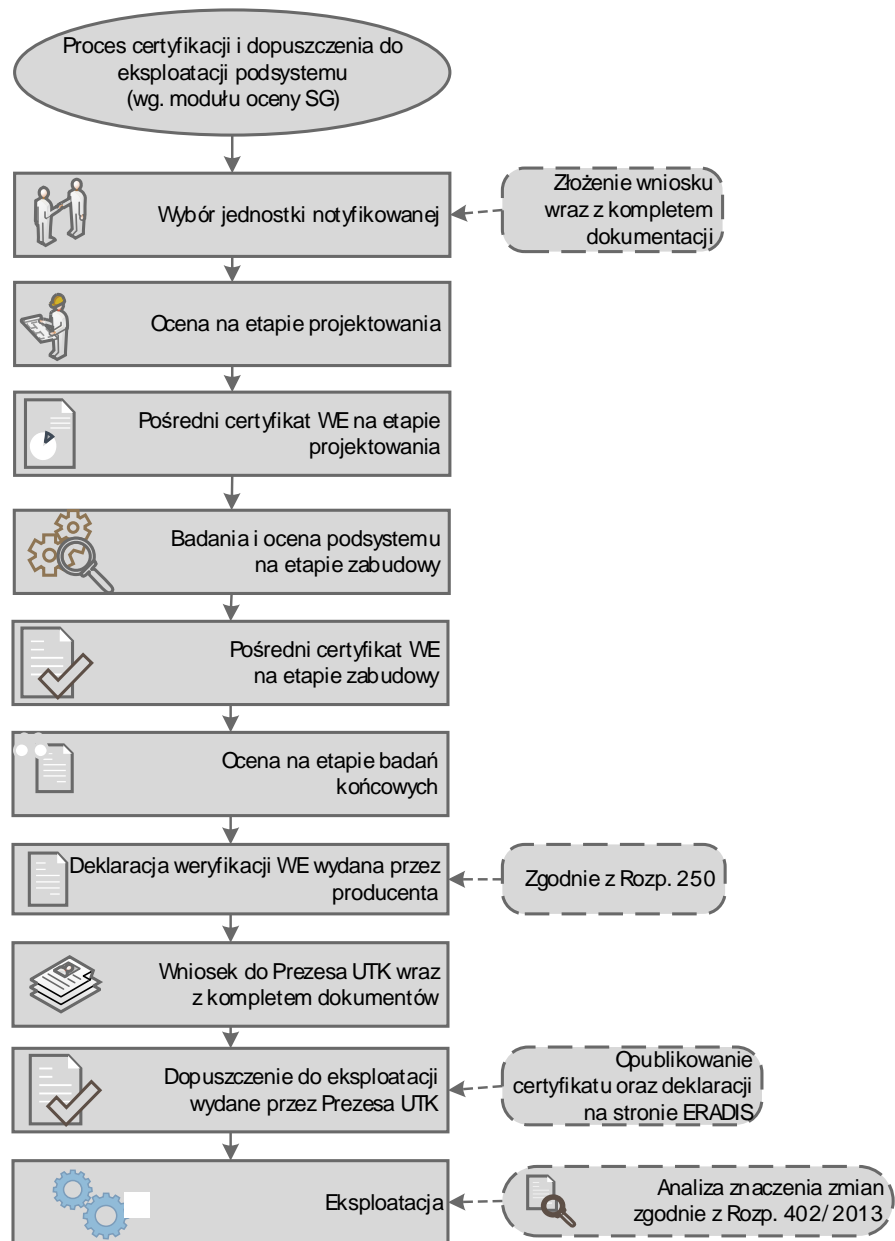 Proces certyfikacji i dopuszczenia do
eksploatacji podsystemu
(wg. modułu oceny SG)
Wybór jednostki notyfikowanej
Złożenie wniosku
wraz z kompletem
dokumentacji
Ocena na etapie projektowania
Pośredni certyfikat WE na etapie
projektowania
Badania i ocena podsystemu
na etapie zabudowy
Pośredni certyfikat WE
na etapie zabudowy
Ocena na etapie badań
końcowych
Deklaracja weryfikacji WE wydana przez
producenta
Zgodnie z Rozp. 250
Wniosek do Prezesa UTK wraz
z kompletem dokumentów
Dopuszczenie do eksploatacji
wydane przez Prezesa UTK
Opublikowanie
certyfikatu oraz deklaracji
na stronie ERADIS
Eksploatacja
Analiza znaczenia zmian
zgodnie z Rozp. 402/2013